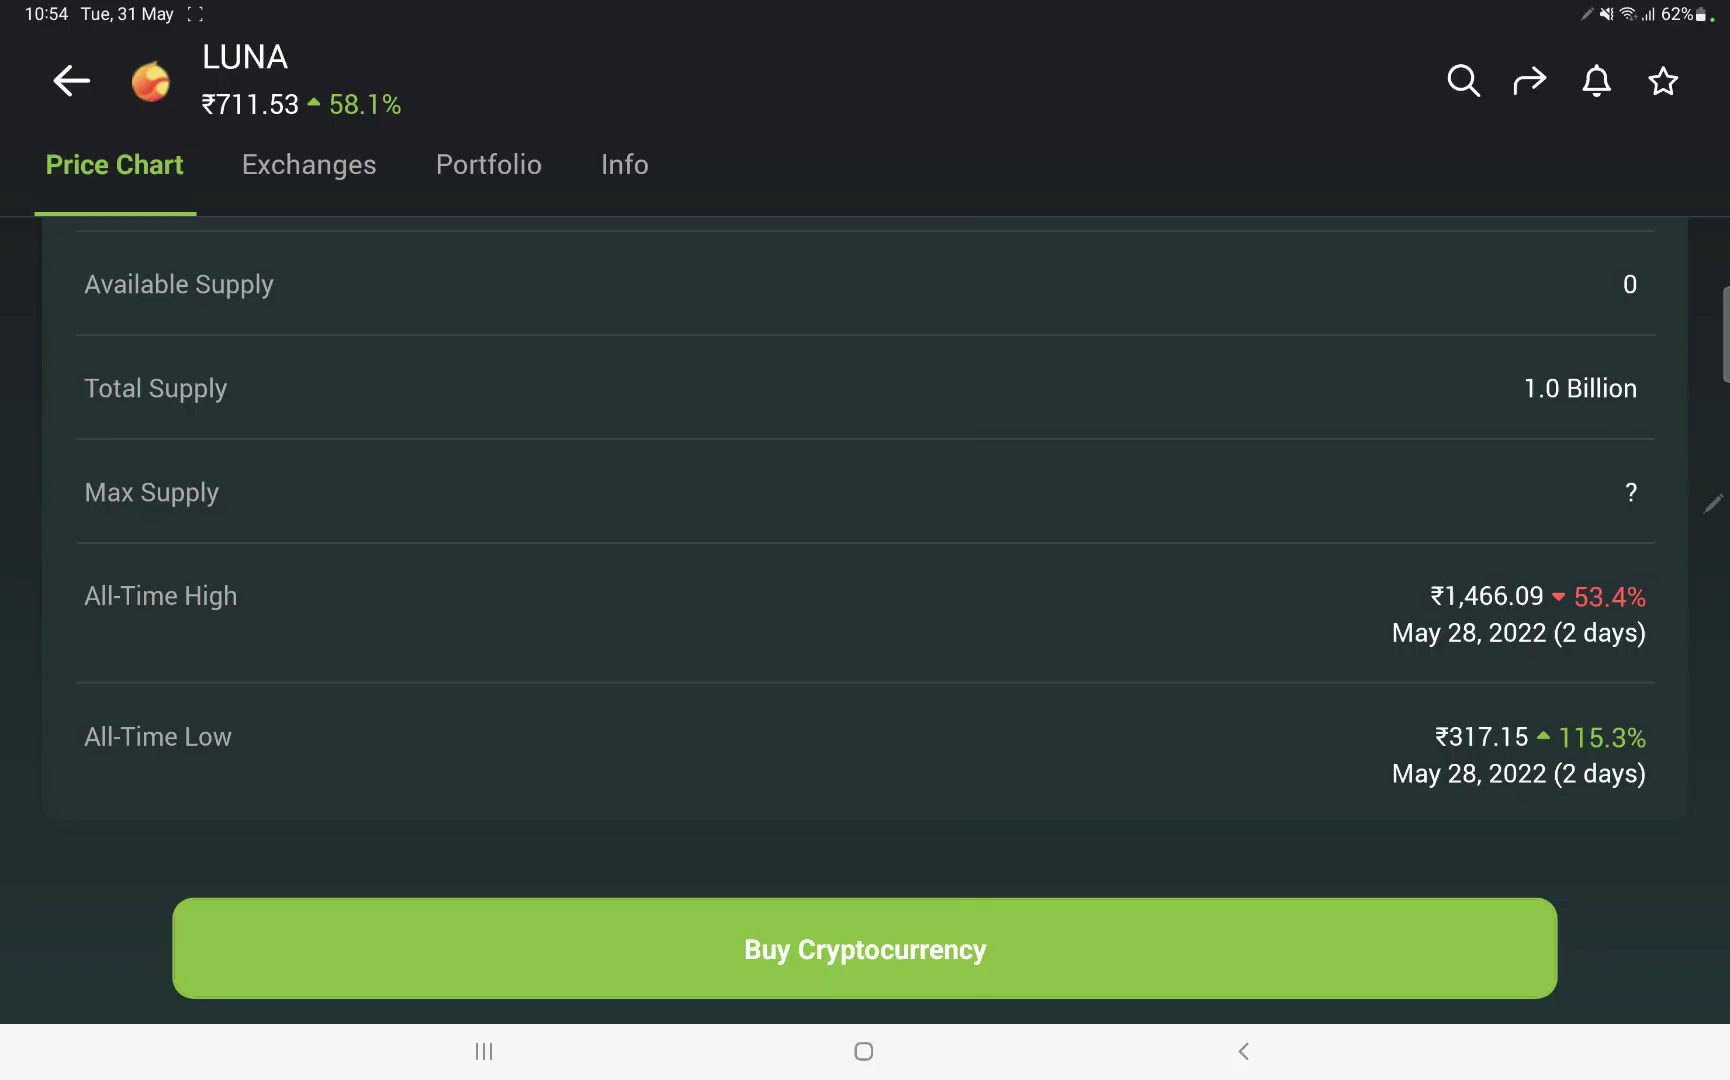 10:54 Tue, 31 May 62%
LUNA
₹711.53 58.1%
Price Chart Exchanges Portfolio Info
Available Supply 0
Total Supply 1.0 Billion
Max Supply ?
All-Time High ₹1,466.09 53.4%
May 28, 2022 (2 days)
All-Time Low ₹317.15 115.3%
May 28, 2022 (2 days)
Buy Cryptocurrency